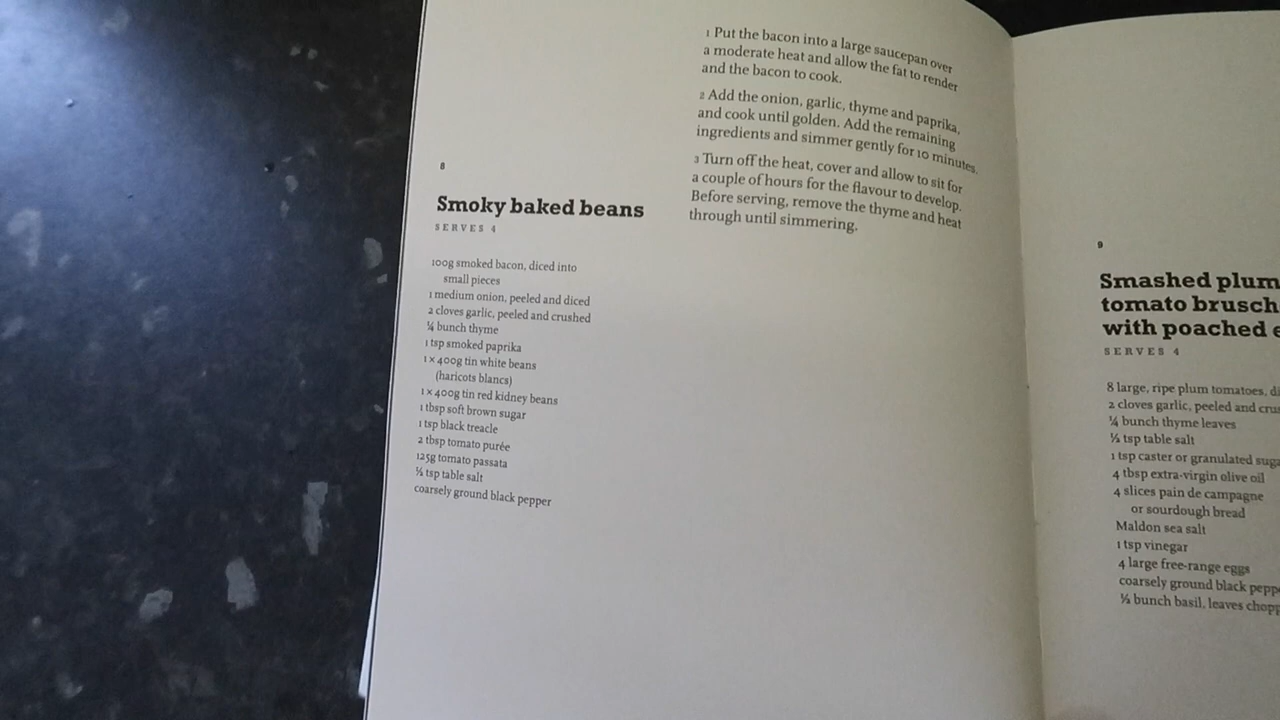 8
Smoky baked beans
SERVES 4
100g smoked bacon, diced into
small pieces
1 medium onion, peeled and diced
2 cloves garlic, peeled and crushed
¼ bunch thyme
1 tsp smoked paprika
1 × 400g tin white beans
(haricots blancs)
1 × 400g tin red kidney beans
1 tbsp soft brown sugar
1 tsp black treacle
2 tbsp tomato purée
125g tomato passata
½ tsp table salt
coarsely ground black pepper
1 Put the bacon into a large saucepan over
a moderate heat and allow the fat to render
and the bacon to cook.
2 Add the onion, garlic, thyme and paprika,
and cook until golden. Add the remaining
ingredients and simmer gently for 10 minutes.
3 Turn off the heat, cover and allow to sit for
a couple of hours for the flavour to develop.
Before serving, remove the thyme and heat
through until simmering.
9
Smashed plum
tomato brusch
with poached e
SERVES 4
8 large, ripe plum tomatoes, di
2 cloves garlic, peeled and crus
¼ bunch thyme leaves
½ tsp table salt
1 tsp caster or granulated suga
4 tbsp extra-virgin olive oil
4 slices pain de campagne
or sourdough bread
Maldon sea salt
1 tsp vinegar
4 large free-range eggs
coarsely ground black peppe
½ bunch basil, leaves chopp